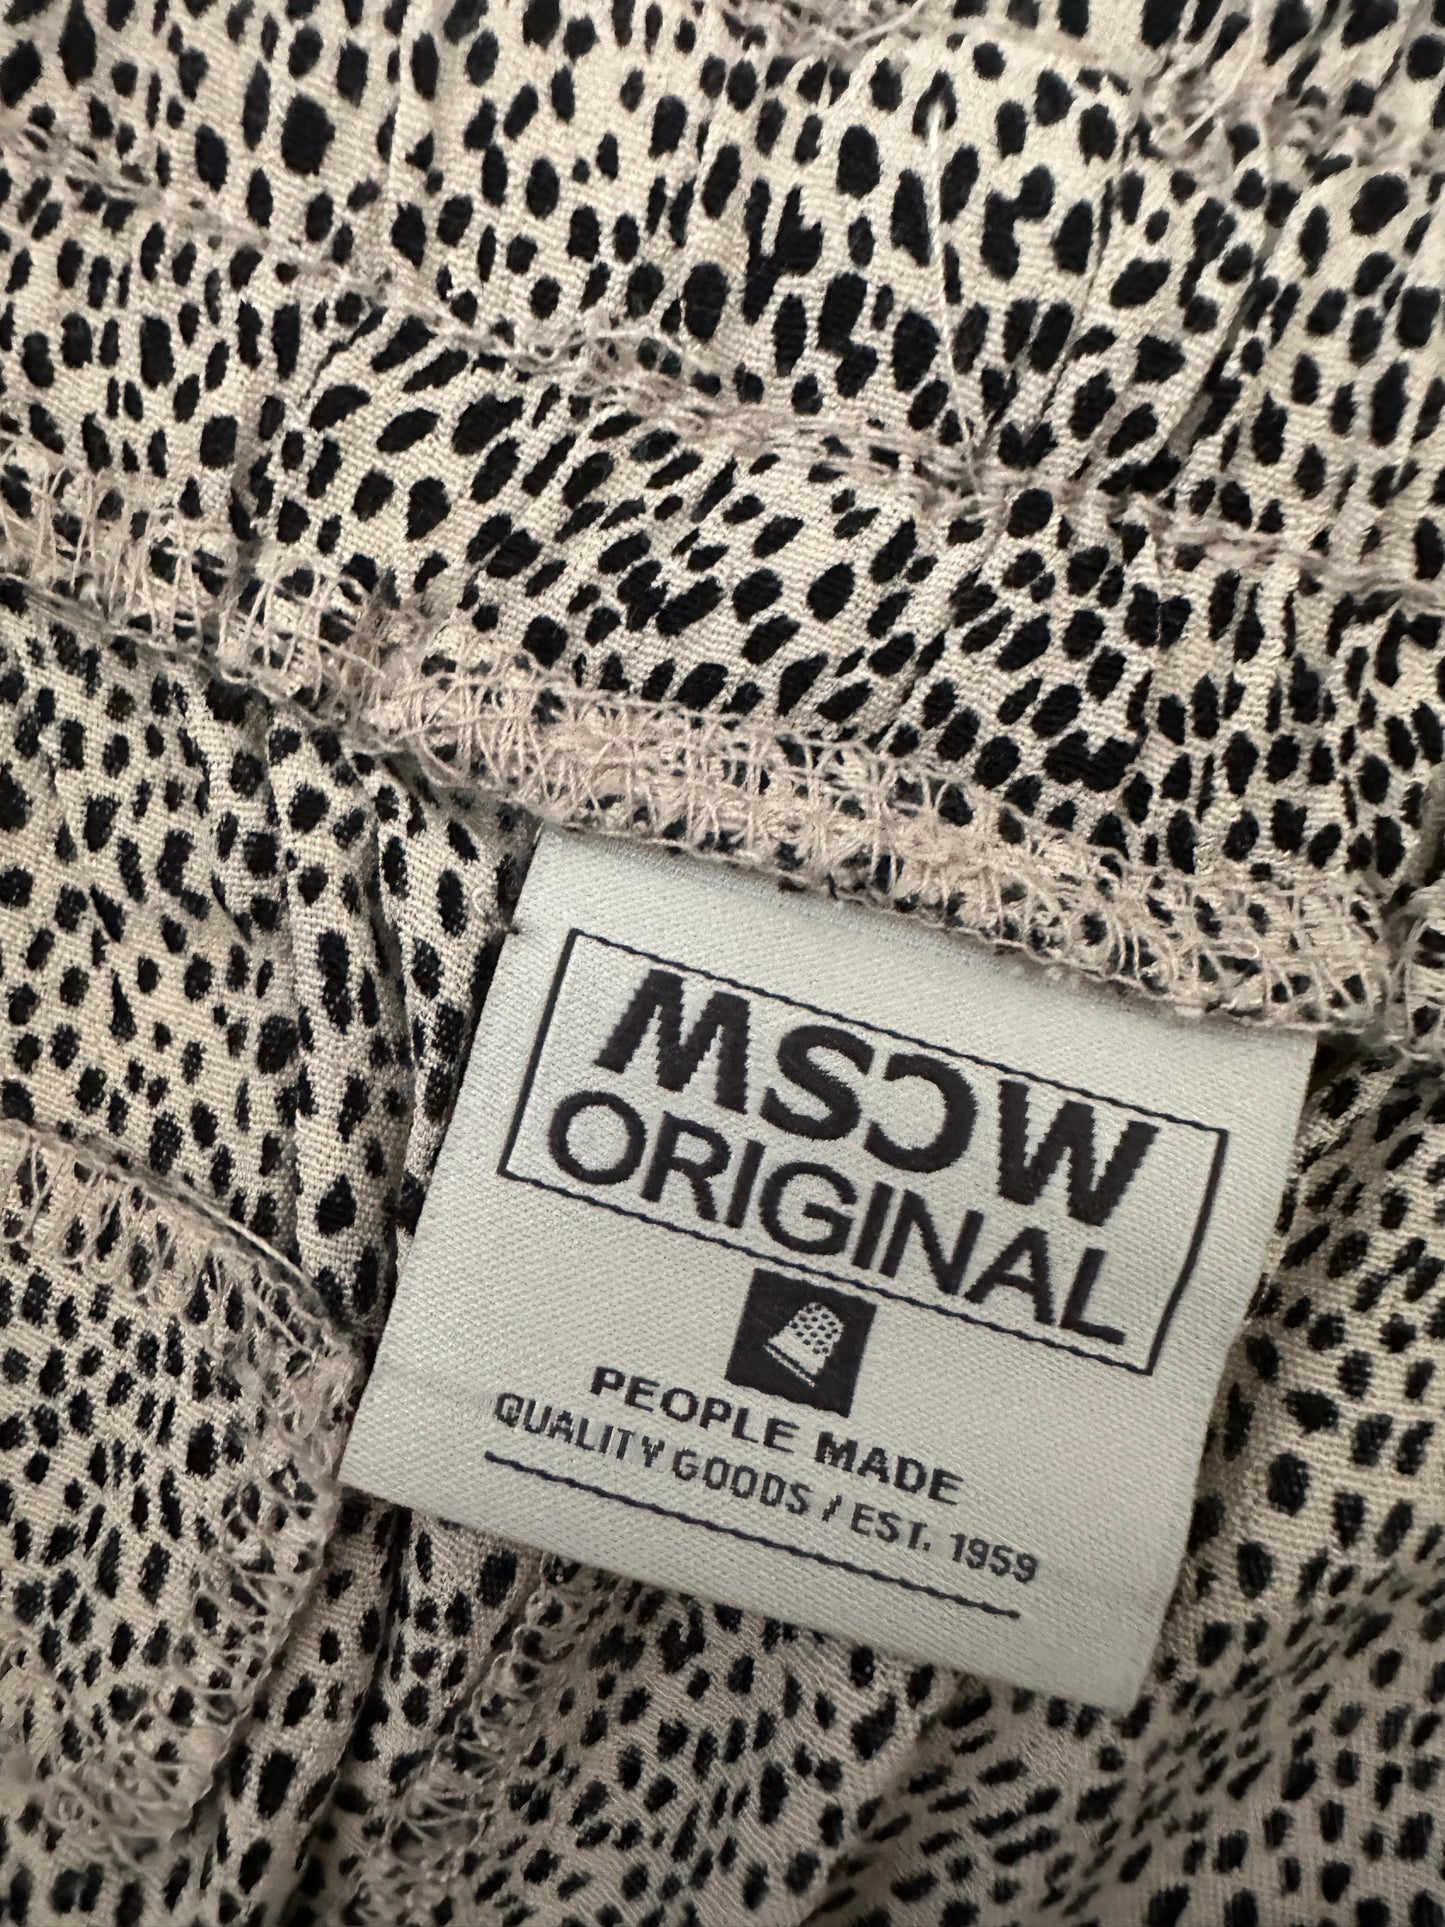 MSCW
ORIGINAL
PEOPLE MADE
QUALITY GOODS / EST. 1959